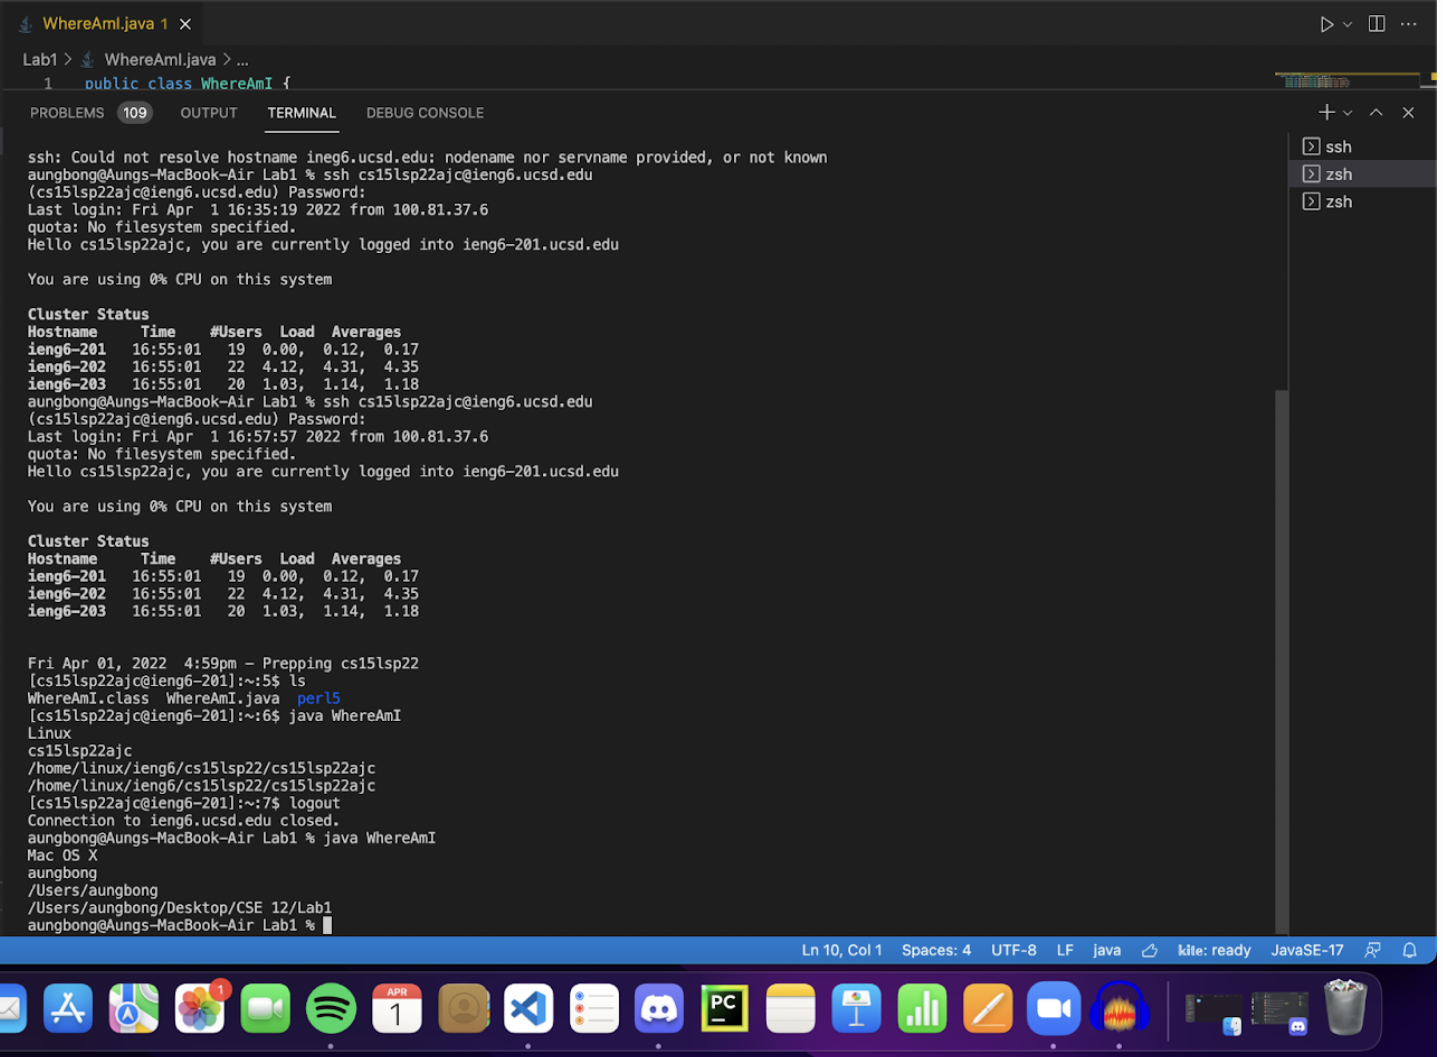 WhereAmI.java 1
Lab1 > WhereAmI.java > ...
1 public class WhereAmI {
PROBLEMS 109 OUTPUT TERMINAL DEBUG CONSOLE
ssh: Could not resolve hostname ineg6.ucsd.edu: nodename nor servname provided, or not known
aungbong@Aungs-MacBook-Air Lab1 % ssh cs15lsp22ajc@ieng6.ucsd.edu
(cs15lsp22ajc@ieng6.ucsd.edu) Password:
Last login: Fri Apr  1 16:35:19 2022 from 100.81.37.6
quota: No filesystem specified.
Hello cs15lsp22ajc, you are currently logged into ieng6-201.ucsd.edu
You are using 0% CPU on this system
Cluster Status
Hostname     Time    #Users  Load  Averages
ieng6-201   16:55:01   19  0.00,  0.12,  0.17
ieng6-202   16:55:01   22  4.12,  4.31,  4.35
ieng6-203   16:55:01   20  1.03,  1.14,  1.18
aungbong@Aungs-MacBook-Air Lab1 % ssh cs15lsp22ajc@ieng6.ucsd.edu
(cs15lsp22ajc@ieng6.ucsd.edu) Password:
Last login: Fri Apr  1 16:57:57 2022 from 100.81.37.6
quota: No filesystem specified.
Hello cs15lsp22ajc, you are currently logged into ieng6-201.ucsd.edu
You are using 0% CPU on this system
Cluster Status
Hostname     Time    #Users  Load  Averages
ieng6-201   16:55:01   19  0.00,  0.12,  0.17
ieng6-202   16:55:01   22  4.12,  4.31,  4.35
ieng6-203   16:55:01   20  1.03,  1.14,  1.18
Fri Apr 01, 2022  4:59pm - Prepping cs15lsp22
[cs15lsp22ajc@ieng6-201]:~:5$ ls
WhereAmI.class  WhereAmI.java  perl5
[cs15lsp22ajc@ieng6-201]:~:6$ java WhereAmI
Linux
cs15lsp22ajc
/home/linux/ieng6/cs15lsp22/cs15lsp22ajc
/home/linux/ieng6/cs15lsp22/cs15lsp22ajc
[cs15lsp22ajc@ieng6-201]:~:7$ logout
Connection to ieng6.ucsd.edu closed.
aungbong@Aungs-MacBook-Air Lab1 % java WhereAmI
Mac OS X
aungbong
/Users/aungbong
/Users/aungbong/Desktop/CSE 12/Lab1
aungbong@Aungs-MacBook-Air Lab1 %
ssh
zsh
zsh
Ln 10, Col 1 Spaces: 4 UTF-8 LF java kite: ready JavaSE-17
1
APR
1
PC